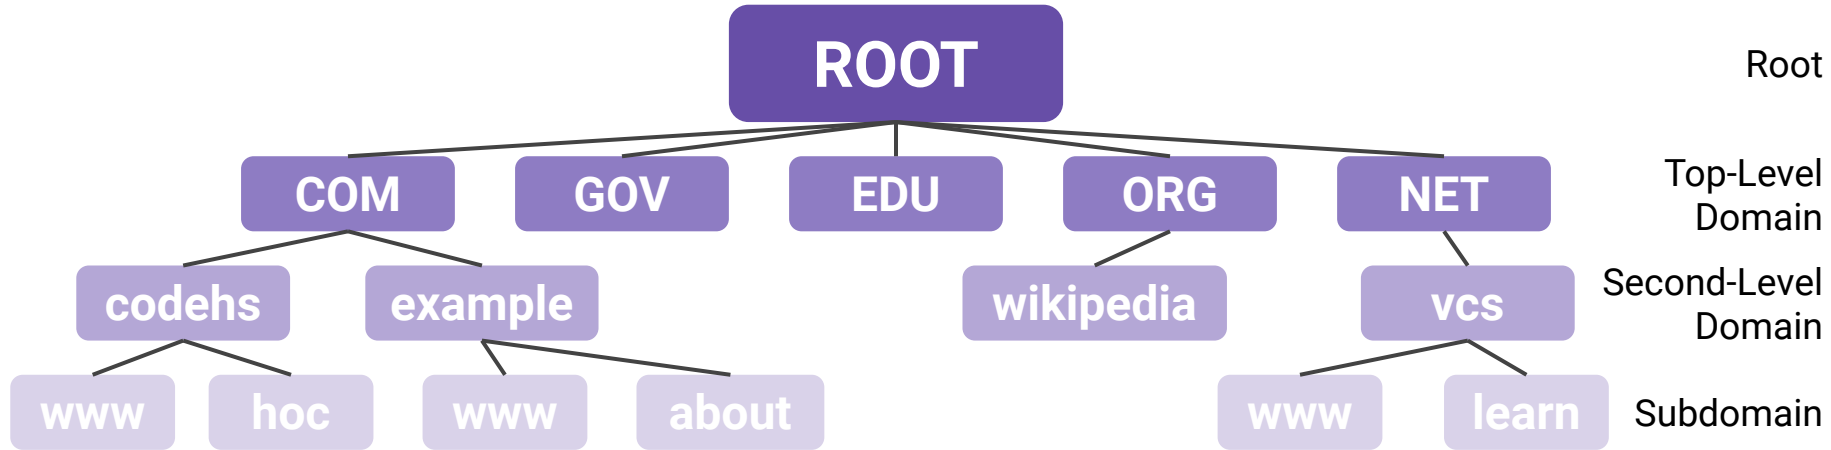 ROOT
Root
COM GOV EDU ORG NET
Top-Level
Domain
codehs example wikipedia vcs
Second-Level
Domain
www hoc www about www learn
Subdomain